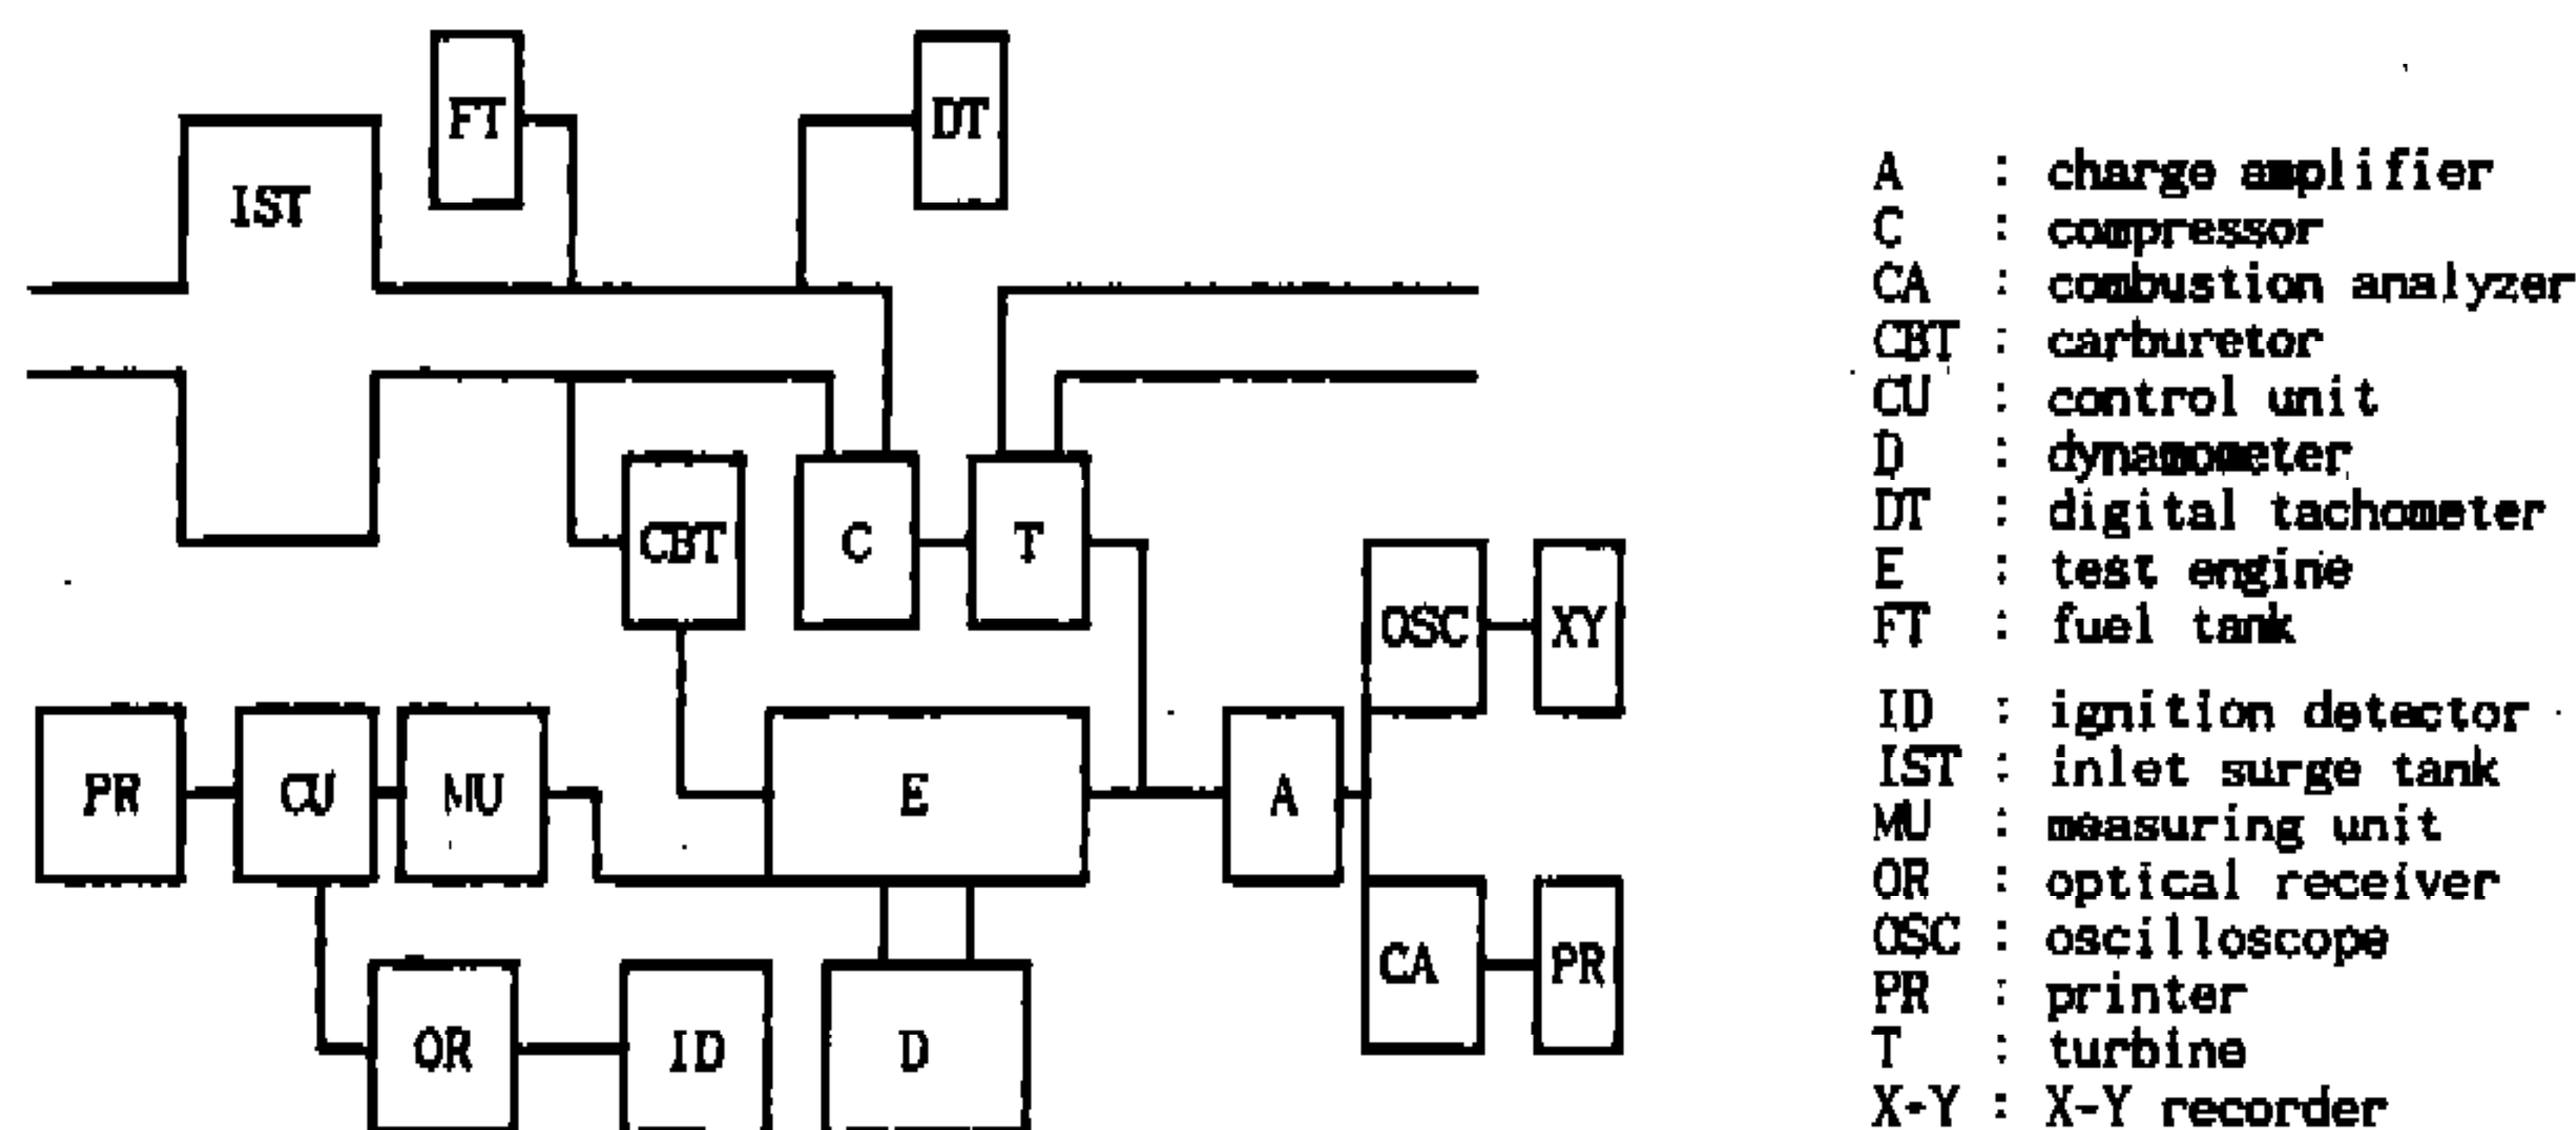 FT
DT
IST
CBT
C
T
OSC
XY
PR
CU
MU
E
A
OR
ID
D
CA
PR
A : charge amplifier
C : compressor
CA : combustion analyzer
CBT : carburetor
CU : control unit
D : dynamometer
DT : digital tachometer
E : test engine
FT : fuel tank
ID : ignition detector
IST : inlet surge tank
MU : measuring unit
OR : optical receiver
OSC : oscilloscope
PR : printer
T : turbine
X-Y : X-Y recorder